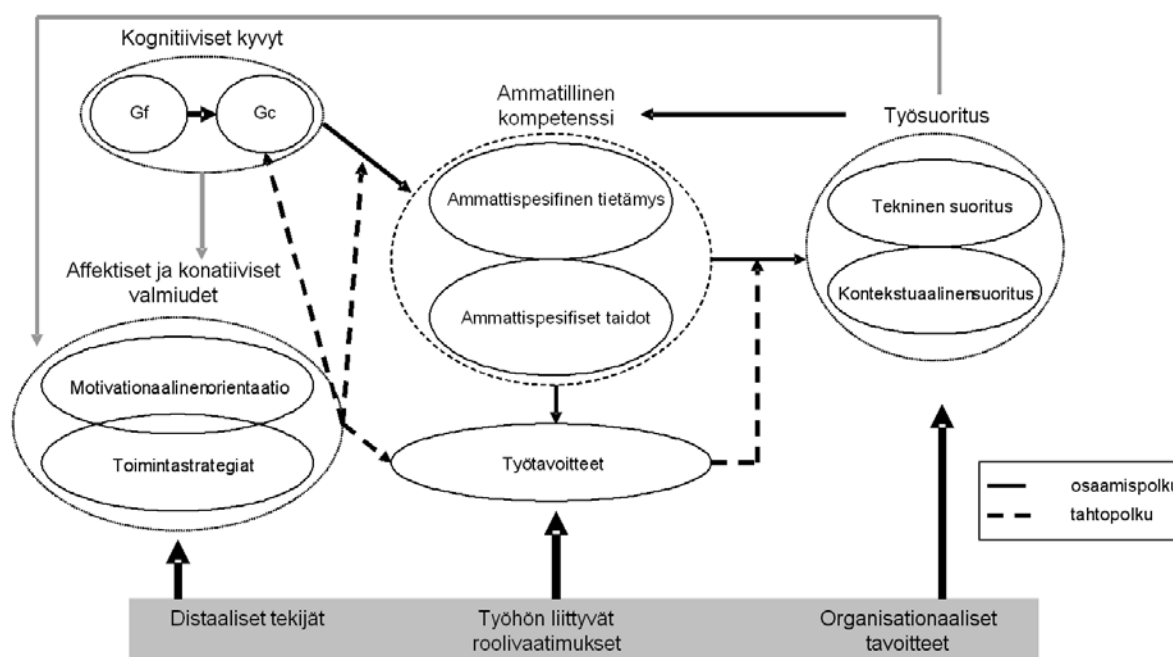 Kognitiiviset kyvyt
Gf
Gc
Ammatillinen
kompetenssi
Työsuoritus
Ammattispesifinen tietämys
Ammattispesifiset taidot
Tekninen suoritus
Kontekstuaalinensuoritus
Affektiset ja konatiiviset
valmiudet
Motivationaalinenorientaatio
Toimintastrategiat
Työtavoitteet
osaamispolku
tahtopolku
Distaaliset tekijät
Työhön liittyvät
roolivaatimukset
Organisationaaliset
tavoitteet